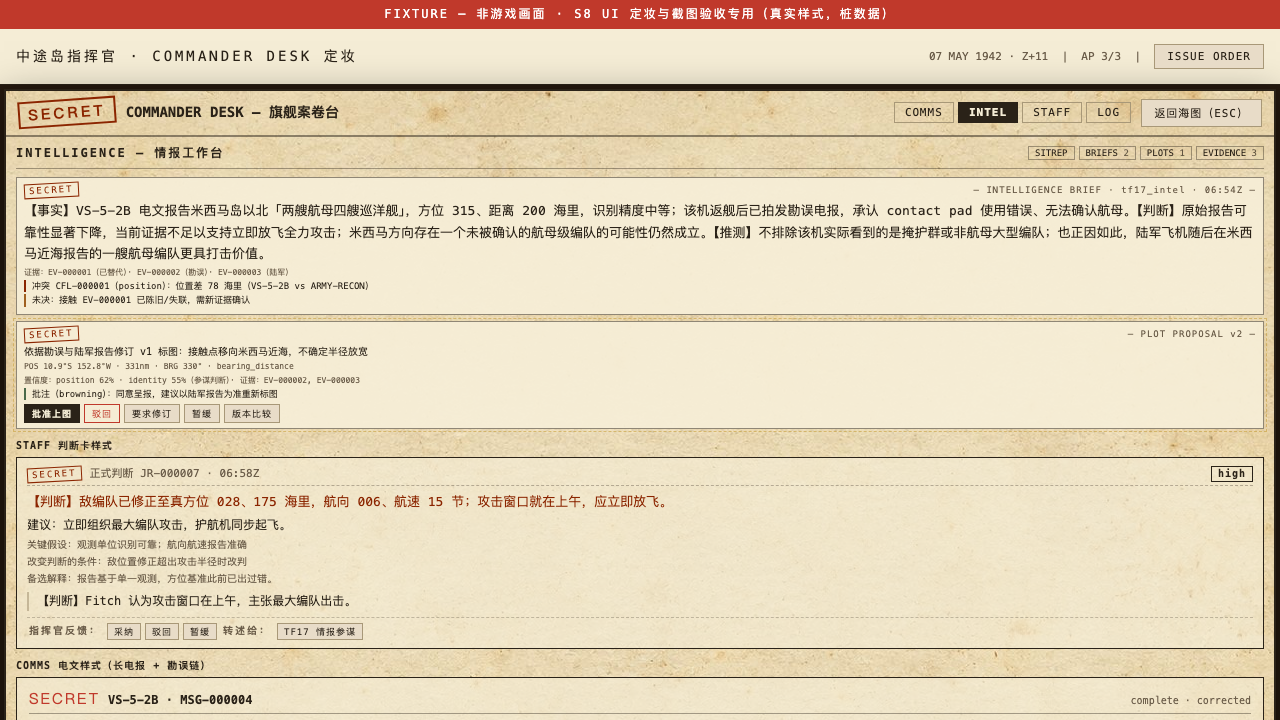 FIXTURE — 非游戏画面 · S8 UI 定妆与截图验收专用（真实样式，桩数据）
中途岛指挥官 · COMMANDER DESK 定妆
07 MAY 1942 · Z+11 | AP 3/3 | ISSUE ORDER
SECRET COMMANDER DESK — 旗舰案卷台 COMMS INTEL STAFF LOG 返回海图（ESC）
INTELLIGENCE — 情报工作台 SITREP BRIEFS 2 PLOTS 1 EVIDENCE 3
SECRET — INTELLIGENCE BRIEF · tf17_intel · 06:54Z —
【事实】VS-5-2B 电文报告米西马岛以北「两艘航母四艘巡洋舰」，方位 315、距离 200 海里，识别精度中等；该机返舰后已拍发勘误电报，承认 contact pad 使用错误、无法确认航母。【判断】原始报告可
靠性显著下降，当前证据不足以支持立即放飞全力攻击；米西马方向存在一个未被确认的航母级编队的可能性仍然成立。【推测】不排除该机实际看到的是掩护群或非航母大型编队；也正因如此，陆军飞机随后在米西
马近海报告的一艘航母编队更具打击价值。
证据：EV-000001（已替代）· EV-000002（勘误）· EV-000003（陆军）
冲突 CFL-000001（position）：位置差 78 海里（VS-5-2B vs ARMY-RECON）
未决：接触 EV-000001 已陈旧/失联，需新证据确认
SECRET — PLOT PROPOSAL v2 —
依据勘误与陆军报告修订 v1 标图：接触点移向米西马近海，不确定半径放宽
POS 10.9°S 152.8°W · 331nm · BRG 330° · bearing_distance
置信度：position 62% · identity 55%（参谋判断）· 证据：EV-000002, EV-000003
批注（browning）：同意呈报，建议以陆军报告为准重新标图
批准上图 驳回 要求修订 暂缓 版本比较
STAFF 判断卡样式
SECRET 正式判断 JR-000007 · 06:58Z high
【判断】敌编队已修正至真方位 028、175 海里，航向 006、航速 15 节；攻击窗口就在上午，应立即放飞。
建议：立即组织最大编队攻击，护航机同步起飞。
关键假设：观测单位识别可靠；航向航速报告准确
改变判断的条件：敌位置修正超出攻击半径时改判
备选解释：报告基于单一观测，方位基准此前已出过错。
【判断】Fitch 认为攻击窗口在上午，主张最大编队出击。
指挥官反馈： 采纳 驳回 暂缓 转述给： TF17 情报参谋
COMMS 电文样式（长电报 + 勘误链）
SECRET VS-5-2B · MSG-000004 complete · corrected